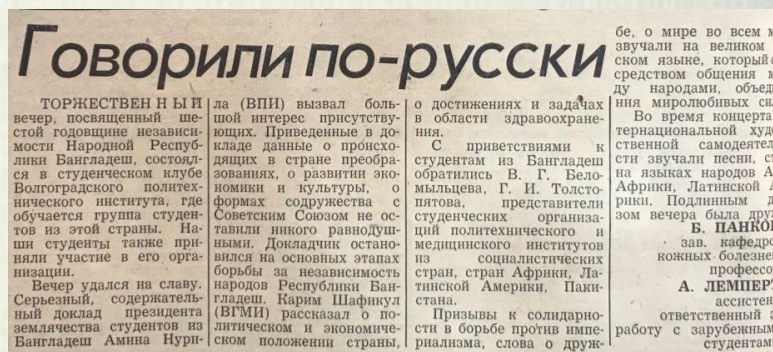 Говорили по-русски
ТОРЖЕСТВЕННЫЙ
вечер, посвященный ше-
стой годовщине независи-
мости Народной Респуб-
лики Бангладеш, состоял-
ся в студенческом клубе
Волгоградского политех-
нического института, где
обучается группа студен-
тов из этой страны. На-
ши студенты также при-
няли участие в его орга-
низации.
Вечер удался на славу.
Серьезный, содержатель-
ный доклад президента
землячества студентов из
Бангладеш Амина Нури-
ла (ВПИ) вызвал боль-
шой интерес присутствую-
ющих. Приведенные в до-
кладе данные о происхо-
дящих в стране преобра-
зованиях, о развитии эко-
номики и культуры, о
формах содружества с
Советским Союзом не ос-
тавили никого равнодуш-
ными. Докладчик остано-
вился на основных этапах
борьбы за независимость
народов Республики Бан-
гладеш. Карим Шафикул
(ВГМИ) рассказал о по-
литическом и экономиче-
ском положении страны,
о достижениях и задачах
в области здравоохране-
ния.
С приветствиями к
студентам из Бангладеш
обратились В. Г. Бело-
мыльцева, Г. И. Толсто-
пятова, представители
студенческих организа-
ций политехнического и
медицинского институтов
из социалистических
стран, стран Африки, Ла-
тинской Америки, Паки-
стана.
Призывы к солидарно-
сти в борьбе против импе-
риализма, слова о друж-
бе, о мире во всем
звучали на великом
ском языке, который
средством общения
ду народами, объед
ния миролюбивых
Во время концерта
тернациональной худ
ственной самодеятел
сти звучали песни,
на языках народов
Африки, Латинской
рики. Подлинным
зом вечера была друж
Б. ПАНКО
зав. кафедро
кожных болезне
профессо
А. ЛЕМПЕР
ассистен
ответственный
работу с зарубежным
студентам